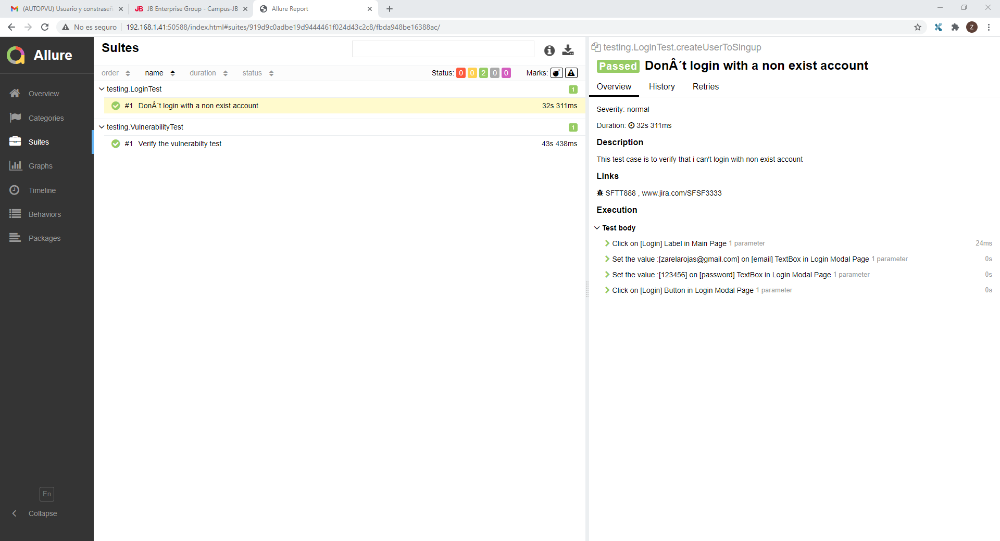 (AUTOPVU) Usuario y constraseñ
JB Enterprise Group - Campus-JB
Allure Report
No es seguro
192.168.1.41:50588/index.html#suites/919d9c0adbe19d9444461f024d43c2c8/fbda948be16388ac/
Z
Allure
Overview
Categories
Suites
Graphs
Timeline
Behaviors
Packages
En
Collapse
Suites
order name duration status Status: 0 0 2 0 0 Marks:
testing.LoginTest 1
#1 DonÂ´t login with a non exist account 32s 311ms
testing.VulnerabilityTest 1
#1 Verify the vulnerabilty test 43s 438ms
testing.LoginTest.createUserToSingup
Passed DonÂ´t login with a non exist account
Overview History Retries
Severity: normal
Duration: 32s 311ms
Description
This test case is to verify that i can't login with non exist account
Links
SFTT888 , www.jira.com/SFSF3333
Execution
Test body
Click on [Login] Label in Main Page 1 parameter 24ms
Set the value :[zarelarojas@gmail.com] on [email] TextBox in Login Modal Page 1 parameter 0s
Set the value :[123456] on [password] TextBox in Login Modal Page 1 parameter 0s
Click on [Login] Button in Login Modal Page 1 parameter 0s